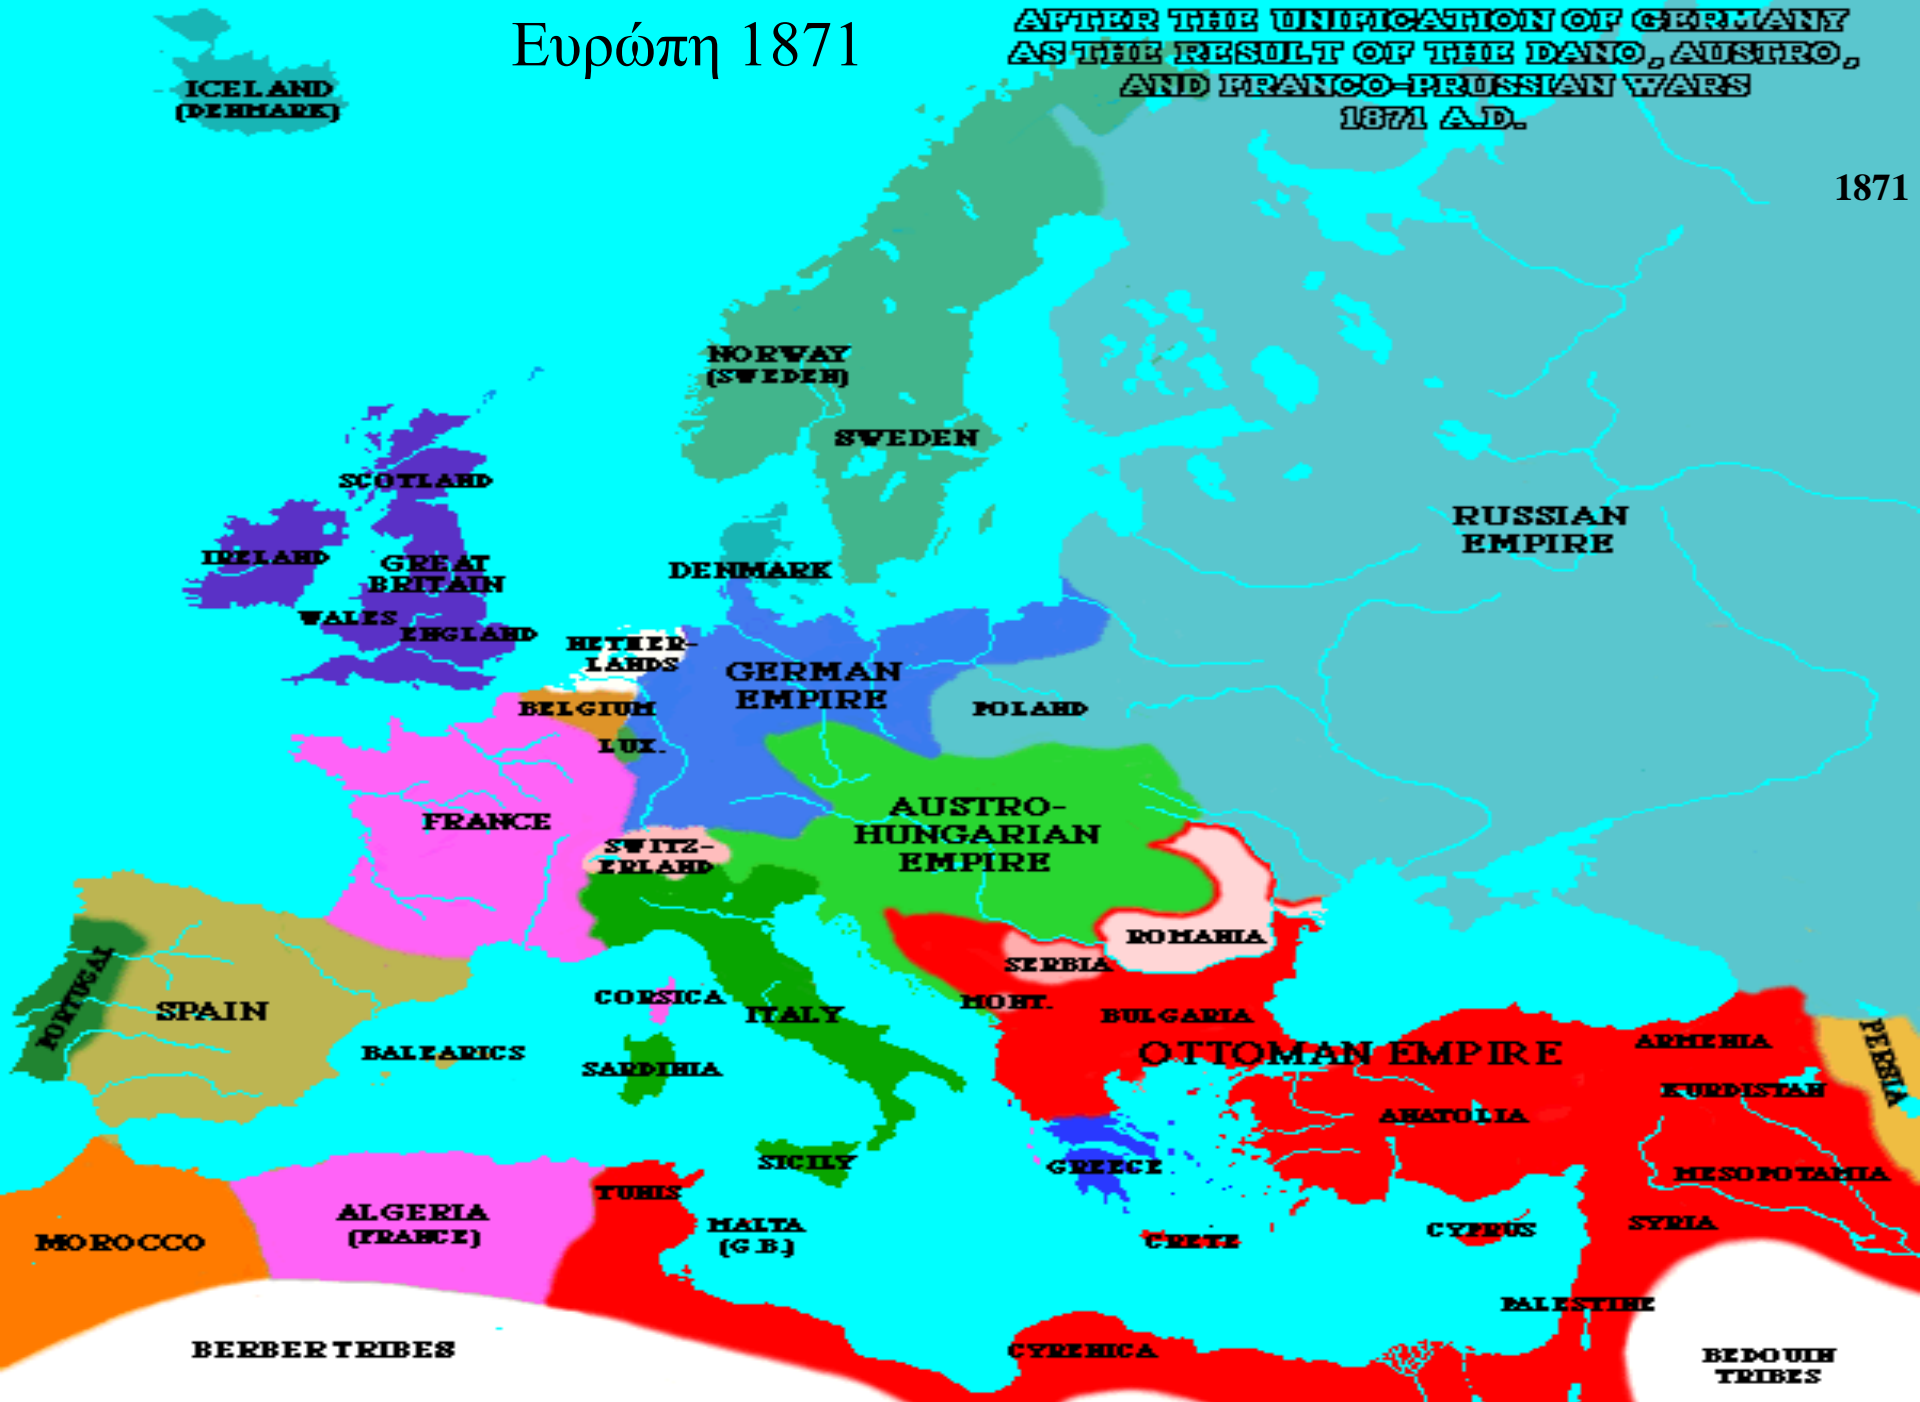 Ευρώπη 1871
AFTER THE UNIFICATION OF GERMANY
AS THE RESULT OF THE DANO, AUSTRO,
AND FRANCO-PRUSSIAN WARS
1871 A.D.
1871
ICELAND
(DENMARK)
NORWAY
(SWEDEN)
SWEDEN
SCOTLAND
IRELAND
GREAT
BRITAIN
WALES
ENGLAND
DENMARK
RUSSIAN
EMPIRE
NETHER-
LANDS
GERMAN
EMPIRE
BELGIUM
POLAND
LUX.
FRANCE
AUSTRO-
HUNGARIAN
EMPIRE
SWITZ-
ERLAND
ROMANIA
SERBIA
PORTUGAL
SPAIN
CORSICA
ITALY
MONT.
BULGARIA
BALEARICS
SARDINIA
OTTOMAN EMPIRE
ARMENIA
PERSIA
KURDISTAN
ANATOLIA
SICILY
GREECE
MESOPOTAMIA
TUNIS
ALGERIA
(FRANCE)
MALTA
(G.B.)
MOROCCO
CRETE
CYPRUS
SYRIA
PALESTINE
BERBER TRIBES
CYRENICA
BEDOUIN
TRIBES